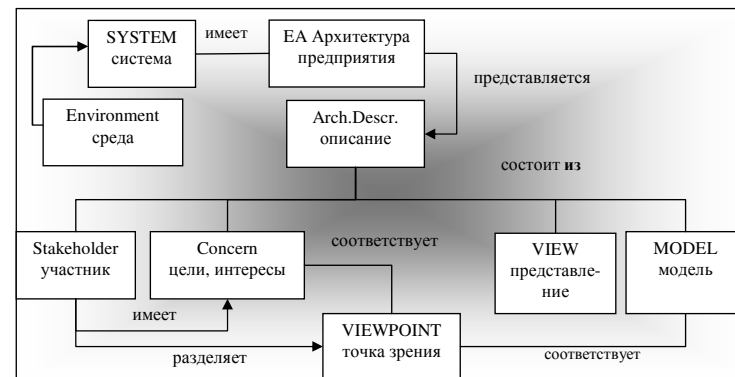 SYSTEM
система
имеет
EA Архитектура
предприятия
представляется
Environment
среда
Arch.Descr.
описание
состоит из
Stakeholder
участник
Concern
цели, интересы
соответствует
VIEW
представле-
ние
MODEL
модель
имеет
VIEWPOINT
точка зрения
разделяет
соответствует